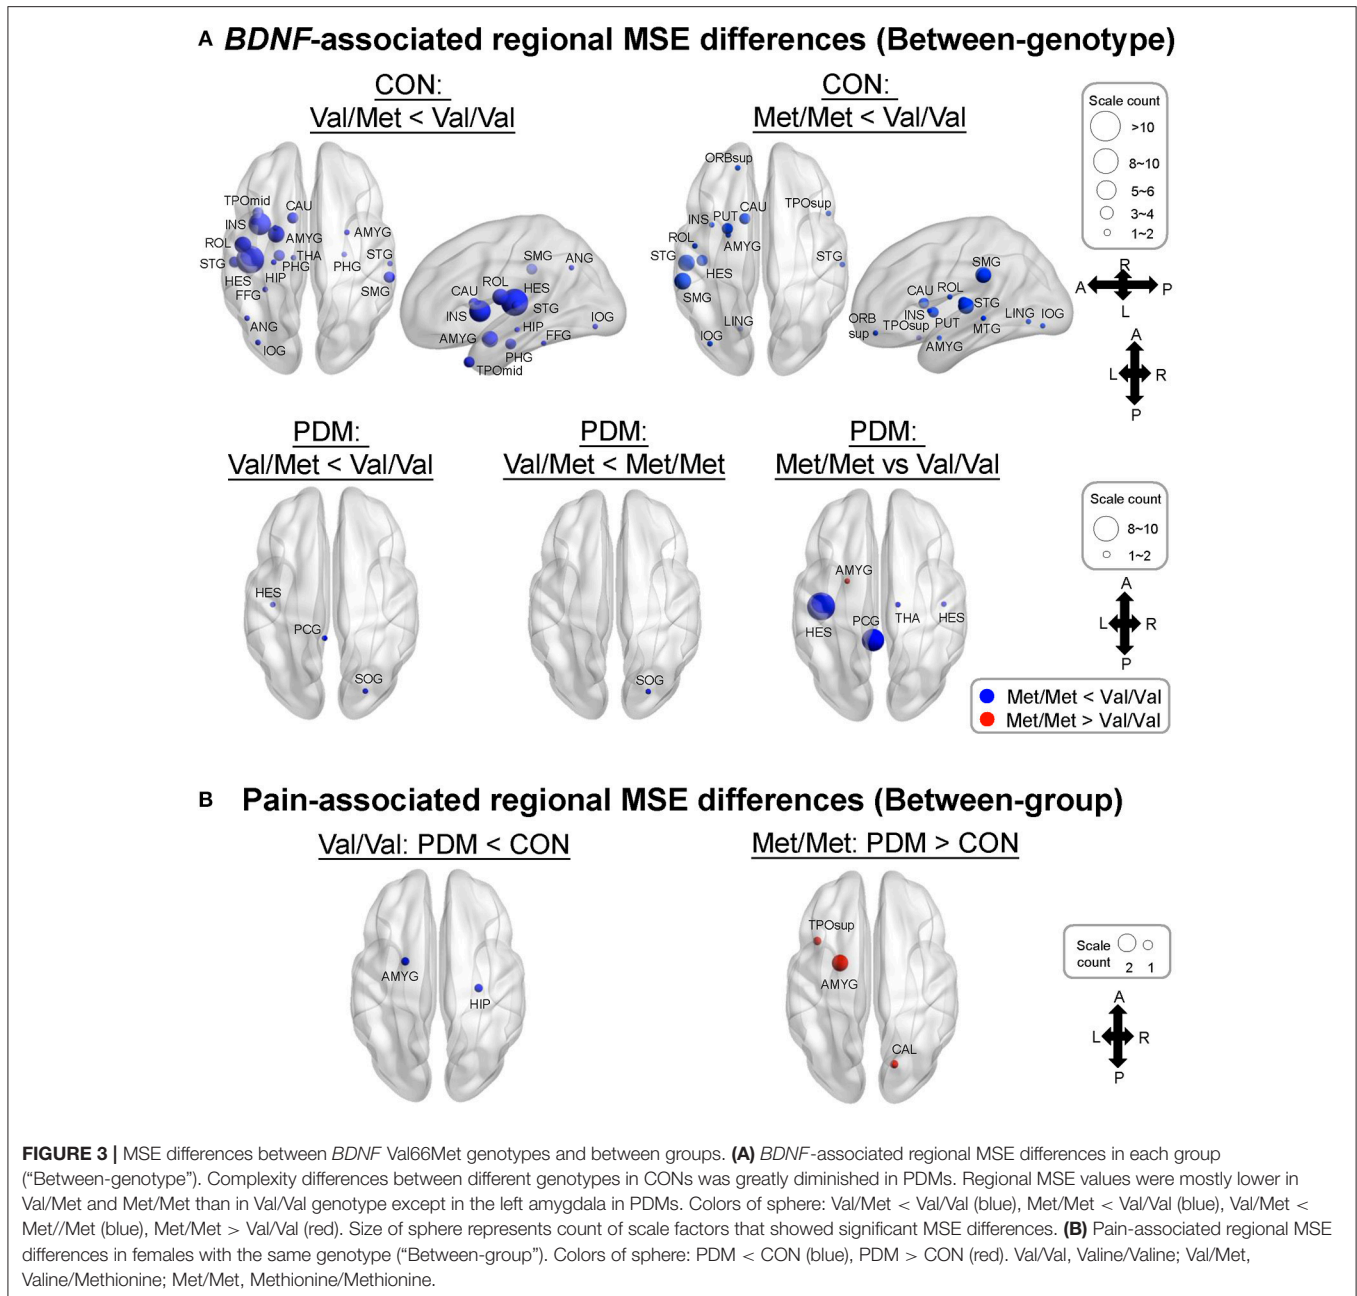 A BDNF-associated regional MSE differences (Between-genotype)
CON:
Val/Met < Val/Val
CON:
Met/Met < Val/Val
TPOmid
CAU
INS
AMYG
ROL
THA
STG
PHG
HIP
HES
FFG
ANG
IOG
AMYG
STG
PHG
SMG
SMG
ANG
ROL
HES
CAU
STG
INS
HIP
IOG
AMYG
FFG
PHG
TPOmid
ORBsup
TPOsup
CAU
INS
PUT
ROL
AMYG
STG
HES
STG
SMG
LING
IOG
SMG
CAU
ROL
STG
INS
PUT
LING
IOG
ORB
sup
TPOsup
MTG
AMYG
Scale count
>10
8~10
5~6
3~4
1~2
R
A
P
L
A
L
R
P
PDM:
Val/Met < Val/Val
PDM:
Val/Met < Met/Met
PDM:
Met/Met vs Val/Val
HES
PCG
SOG
SOG
AMYG
HES
PCG
THA
HES
Scale count
8~10
1~2
A
L
R
P
Met/Met < Val/Val
Met/Met > Val/Val
B Pain-associated regional MSE differences (Between-group)
Val/Val: PDM < CON
Met/Met: PDM > CON
AMYG
HIP
TPOsup
AMYG
CAL
Scale
count
2 1
A
L
R
P
FIGURE 3 | MSE differences between BDNF Val66Met genotypes and between groups. (A) BDNF-associated regional MSE differences in each group
(“Between-genotype”). Complexity differences between different genotypes in CONs was greatly diminished in PDMs. Regional MSE values were mostly lower in
Val/Met and Met/Met than in Val/Val genotype except in the left amygdala in PDMs. Colors of sphere: Val/Met < Val/Val (blue), Met/Met < Val/Val (blue), Val/Met <
Met//Met (blue), Met/Met > Val/Val (red). Size of sphere represents count of scale factors that showed significant MSE differences. (B) Pain-associated regional MSE
differences in females with the same genotype (“Between-group”). Colors of sphere: PDM < CON (blue), PDM > CON (red). Val/Val, Valine/Valine; Val/Met,
Valine/Methionine; Met/Met, Methionine/Methionine.